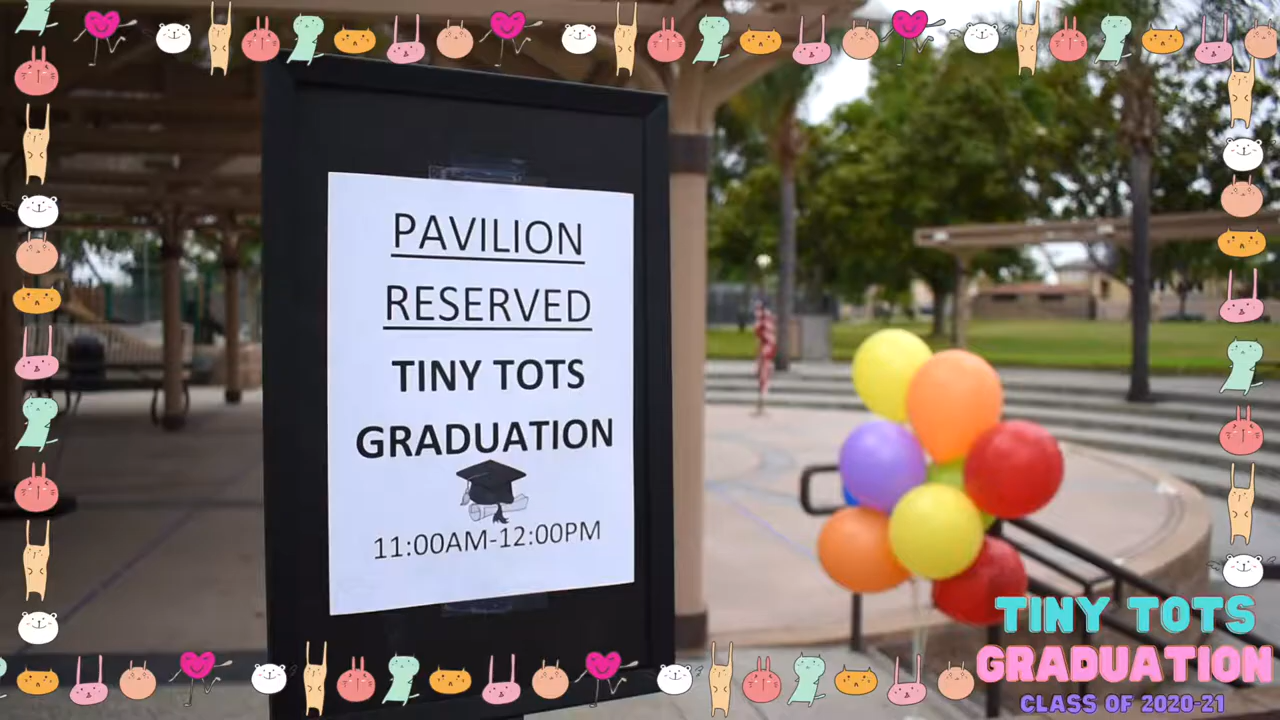 PAVILION
RESERVED
TINY TOTS
GRADUATION
11:00AM-12:00PM
TINY TOTS
GRADUATION
CLASS OF 2020-21